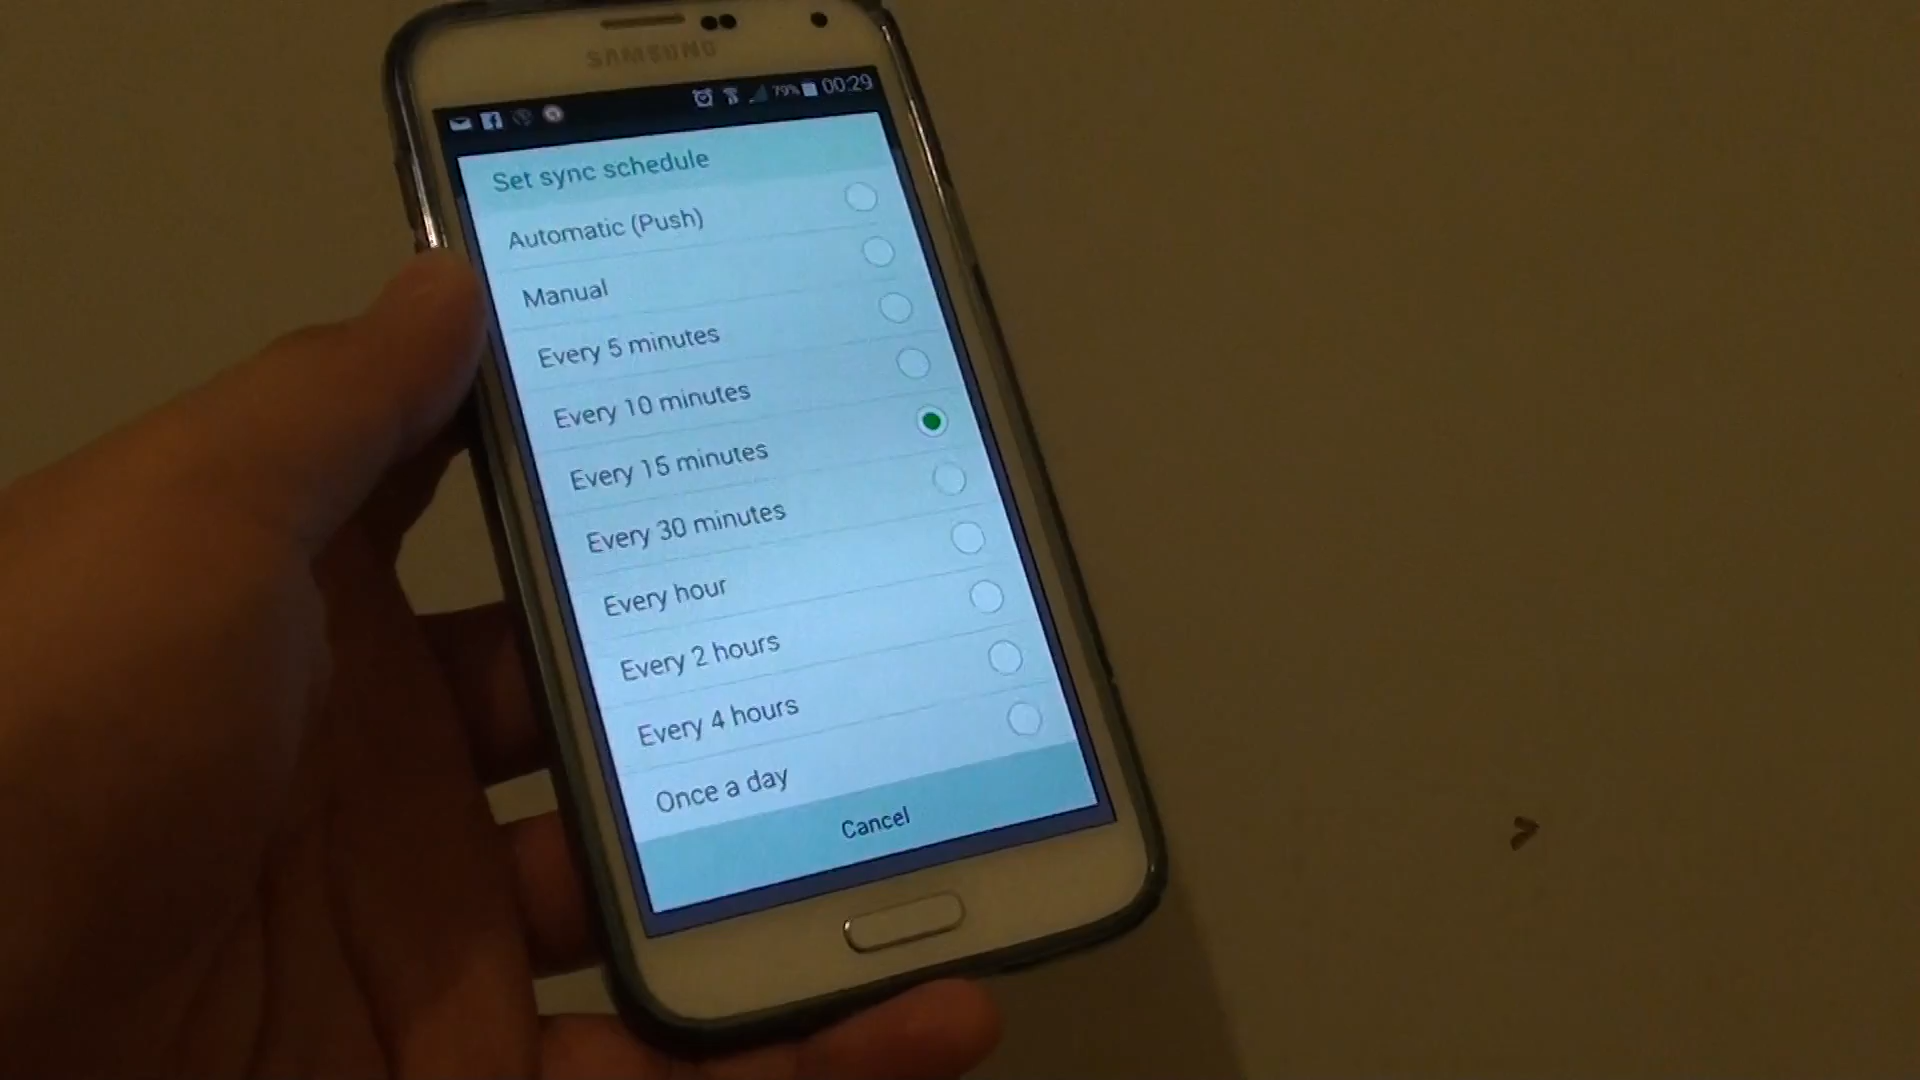 SAMSUNG
79% 00:29
Set sync schedule
Automatic (Push)
Manual
Every 5 minutes
Every 10 minutes
Every 15 minutes
Every 30 minutes
Every hour
Every 2 hours
Every 4 hours
Once a day
Cancel